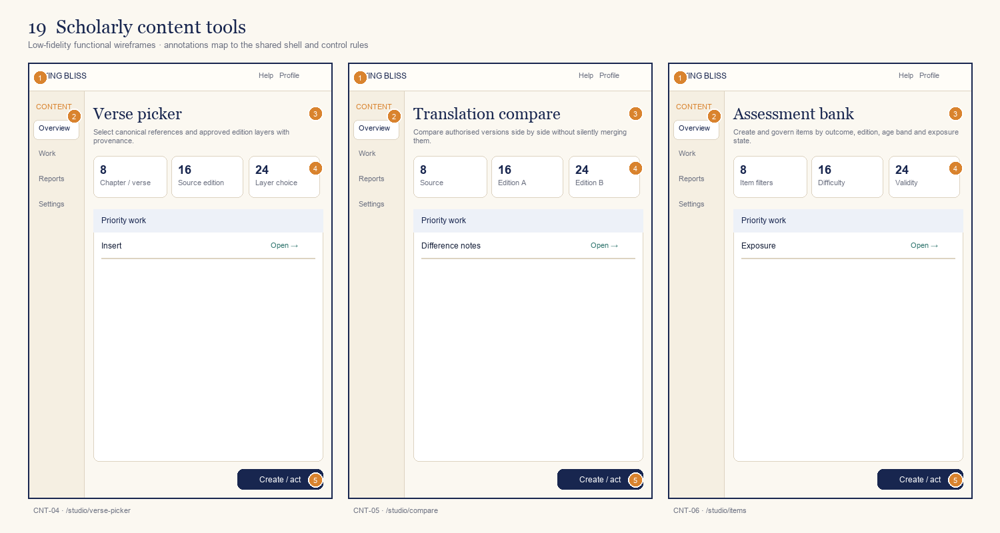 19 Scholarly content tools
Low-fidelity functional wireframes · annotations map to the shared shell and control rules
1 ING BLISS
Help Profile
CONTENT
2
Overview
Work
Reports
Settings
Verse picker
3
Select canonical references and approved edition layers with
provenance.
8
Chapter / verse
16
Source edition
24
Layer choice
4
Priority work
Insert
Open →
Create / act
5
CNT-04 · /studio/verse-picker
1 ING BLISS
Help Profile
CONTENT
2
Overview
Work
Reports
Settings
Translation compare
3
Compare authorised versions side by side without silently merging
them.
8
Source
16
Edition A
24
Edition B
4
Priority work
Difference notes
Open →
Create / act
5
CNT-05 · /studio/compare
1 ING BLISS
Help Profile
CONTENT
2
Overview
Work
Reports
Settings
Assessment bank
3
Create and govern items by outcome, edition, age band and exposure
state.
8
Item filters
16
Difficulty
24
Validity
4
Priority work
Exposure
Open →
Create / act
5
CNT-06 · /studio/items